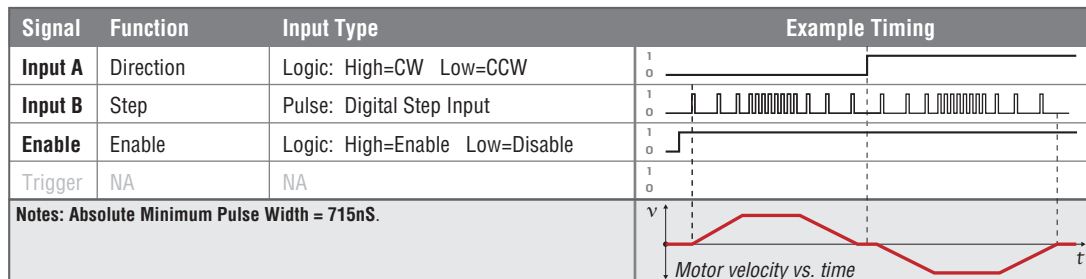 Signal Function Input Type Example Timing
Input A Direction Logic: High=CW Low=CCW 1 0
Input B Step Pulse: Digital Step Input 1 0
Enable Enable Logic: High=Enable Low=Disable 1 0
Trigger NA NA 1 0
Notes: Absolute Minimum Pulse Width = 715nS.
v
t
Motor velocity vs. time